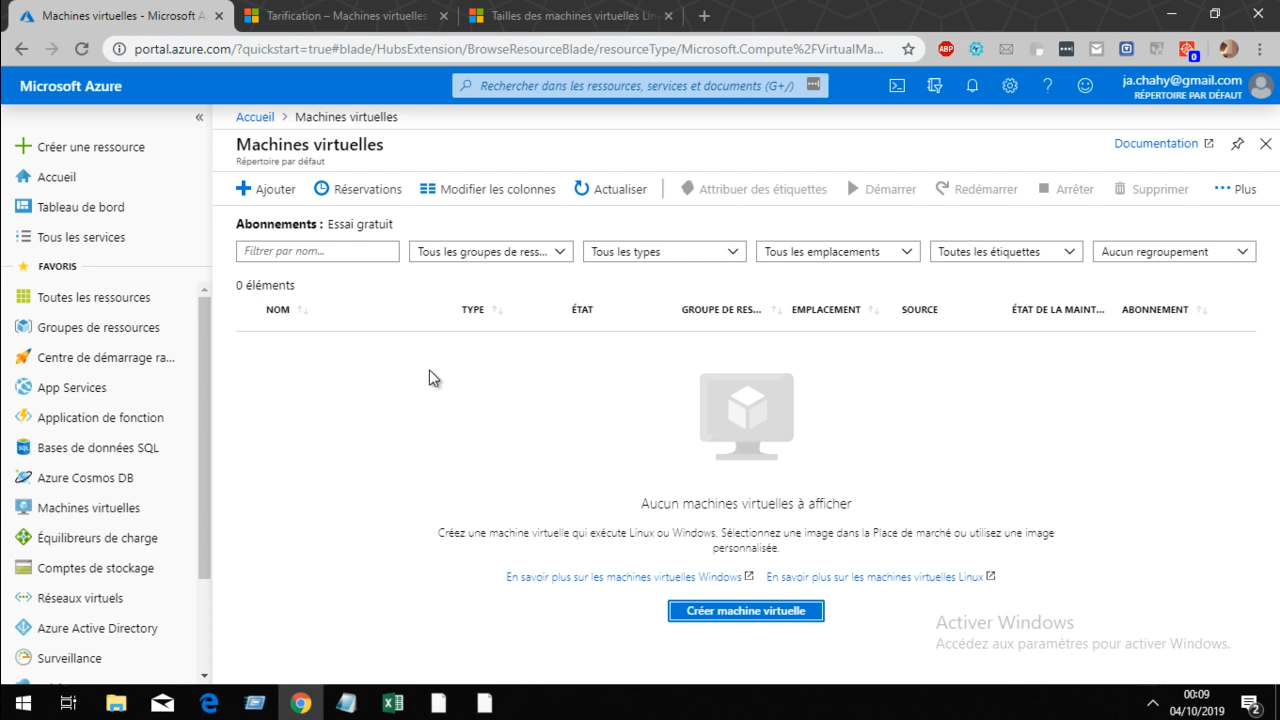 Machines virtuelles - Microsoft A
Tarification – Machines virtuelles
Tailles des machines virtuelles Lin
portal.azure.com/?quickstart=true#blade/HubsExtension/BrowseResourceBlade/resourceType/Microsoft.Compute%2FVirtualMa...
ABP
0
Microsoft Azure
Rechercher dans les ressources, services et documents (G+/)
ja.chahy@gmail.com
RÉPERTOIRE PAR DÉFAUT
Créer une ressource
Accueil
Tableau de bord
Tous les services
FAVORIS
Toutes les ressources
Groupes de ressources
Centre de démarrage ra...
App Services
Application de fonction
Bases de données SQL
Azure Cosmos DB
Machines virtuelles
Équilibreurs de charge
Comptes de stockage
Réseaux virtuels
Azure Active Directory
Surveillance
Accueil > Machines virtuelles
Machines virtuelles
Répertoire par défaut
Documentation
Ajouter
Réservations
Modifier les colonnes
Actualiser
Attribuer des étiquettes
Démarrer
Redémarrer
Arrêter
Supprimer
Plus
Abonnements : Essai gratuit
Filtrer par nom...
Tous les groupes de ress...
Tous les types
Tous les emplacements
Toutes les étiquettes
Aucun regroupement
0 éléments
NOM
TYPE
ÉTAT
GROUPE DE RES...
EMPLACEMENT
SOURCE
ÉTAT DE LA MAINT...
ABONNEMENT
Aucun machines virtuelles à afficher
Créez une machine virtuelle qui exécute Linux ou Windows. Sélectionnez une image dans la Place de marché ou utilisez une image
personnalisée.
En savoir plus sur les machines virtuelles Windows
En savoir plus sur les machines virtuelles Linux
Créer machine virtuelle
Activer Windows
Accédez aux paramètres pour activer Windows.
00:09
04/10/2019
2